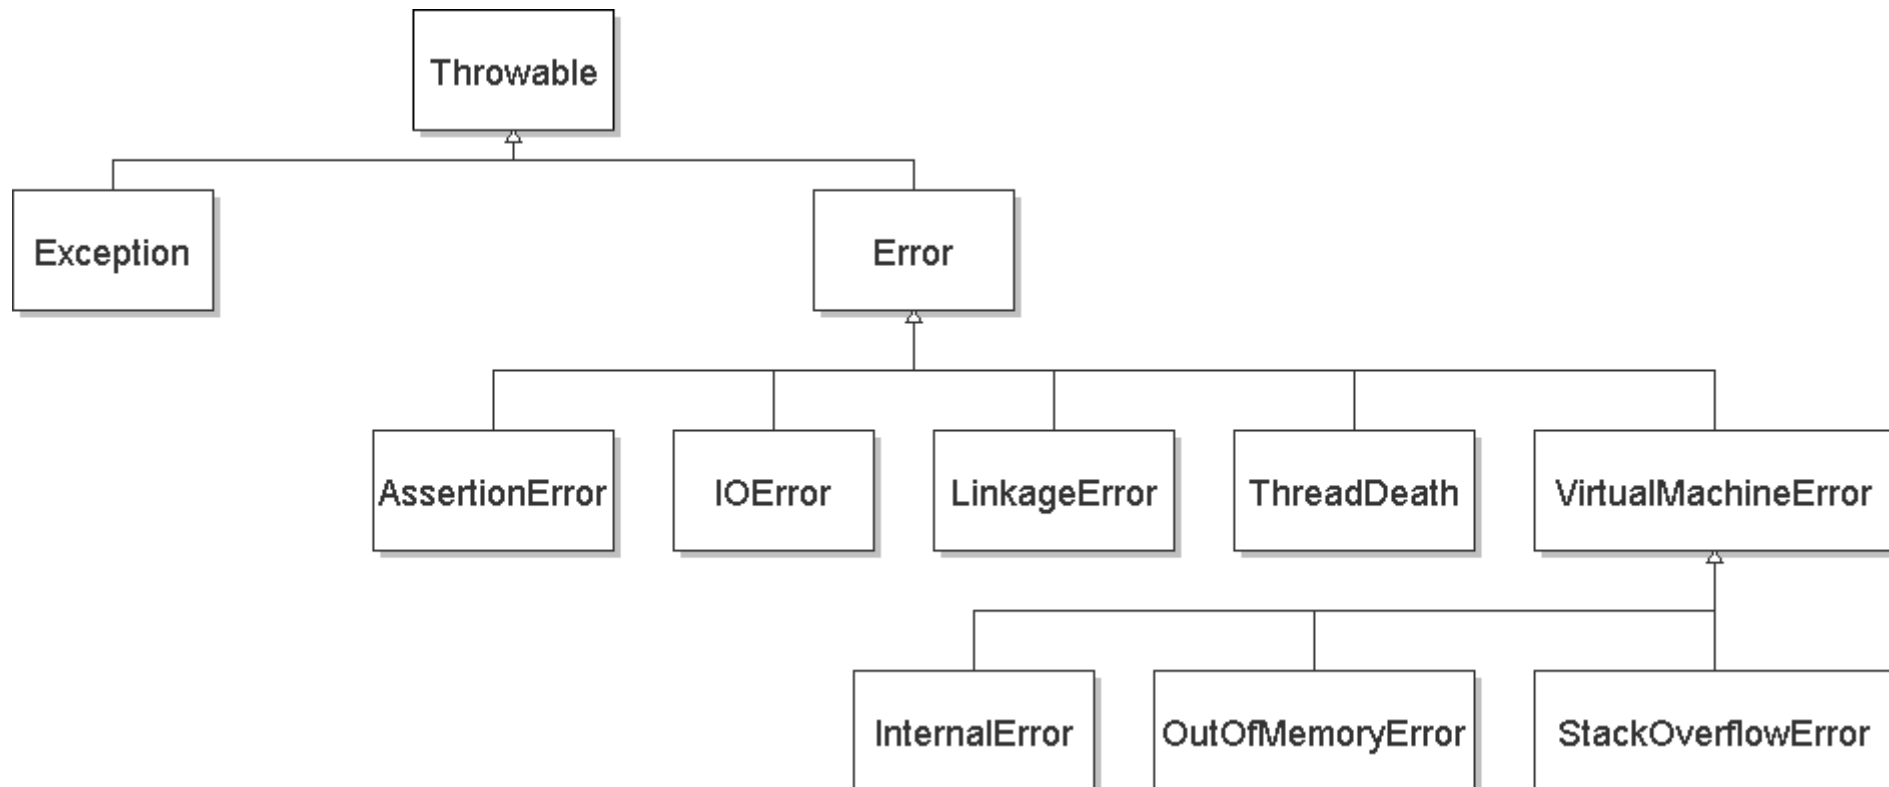 Throwable
Exception
Error
AssertionError
IOError
LinkageError
ThreadDeath
VirtualMachineError
InternalError
OutOfMemoryError
StackOverflowError